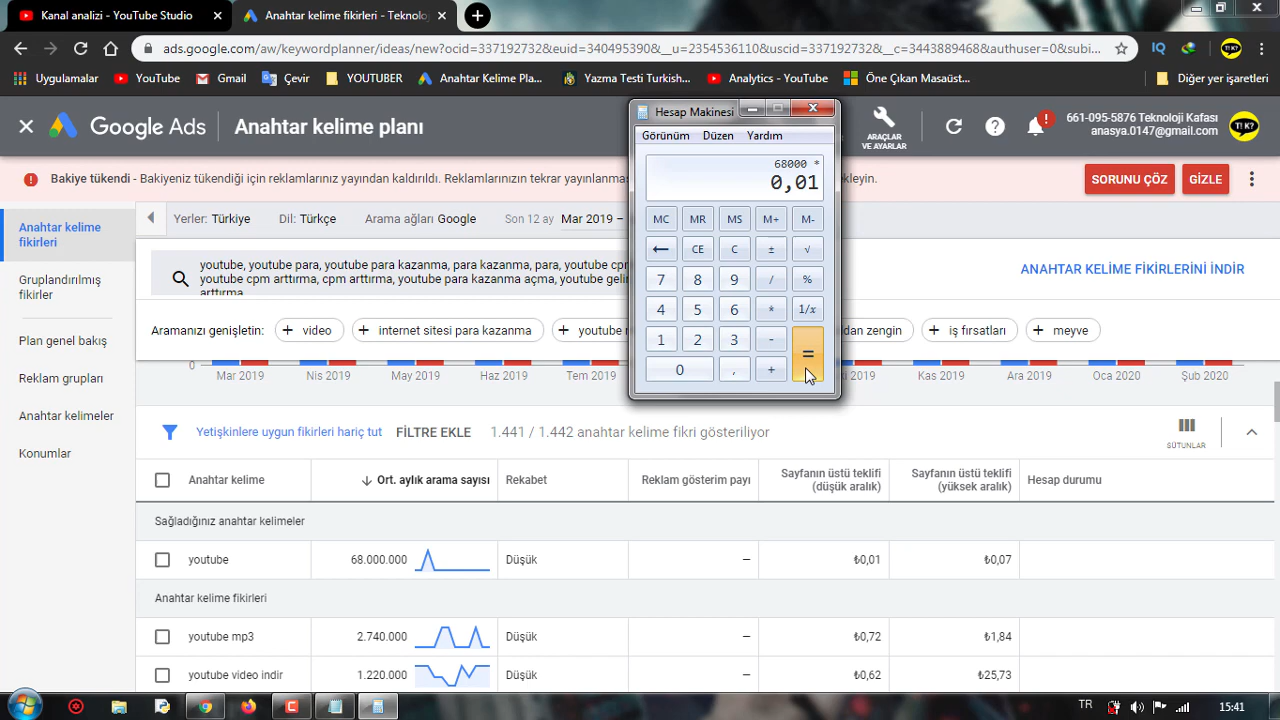 Kanal analizi - YouTube Studio
Anahtar kelime fikirleri - Teknoloj
ads.google.com/aw/keywordplanner/ideas/new?ocid=337192732&euid=340495390&__u=2354536110&uscid=337192732&__c=3443889468&authuser=0&subi...
Uygulamalar
YouTube
Gmail
Çevir
YOUTUBER
Anahtar Kelime Pla...
Yazma Testi Turkish...
Analytics - YouTube
Öne Çıkan Masaüst...
Diğer yer işaretleri
Google Ads
Anahtar kelime planı
ARAÇLAR
VE AYARLAR
661-095-5876 Teknoloji Kafası
anasya.0147@gmail.com
Bakiye tükendi - Bakiyeniz tükendiği için reklamlarınız yayından kaldırıldı. Reklamlarınızın tekrar yayınlanması
ekleyin.
SORUNU ÇÖZ
GİZLE
Hesap Makinesi
Görünüm
Düzen
Yardım
68000 *
0,01
MC MR MS M+ M-
← CE C ± √
7 8 9 / %
4 5 6 * 1/x
1 2 3 - =
0 , +
Anahtar kelime
fikirleri
Gruplandırılmış
fikirler
Plan genel bakış
Reklam grupları
Anahtar kelimeler
Konumlar
Yerler: Türkiye
Dil: Türkçe
Arama ağları Google
Son 12 ay
Mar 2019 –
youtube, youtube para, youtube para kazanma, para kazanma, para, youtube cpm
youtube cpm arttırma, cpm arttırma, youtube para kazanma açma, youtube geli
arttırma
ANAHTAR KELİME FİKİRLERİNİ İNDİR
Aramanızı genişletin:
+ video
+ internet sitesi para kazanma
+ youtube
dan zengin
+ iş fırsatları
+ meyve
0
Mar 2019
Nis 2019
May 2019
Haz 2019
Tem 2019
Kas 2019
Ara 2019
Oca 2020
Şub 2020
Yetişkinlere uygun fikirleri hariç tut
FİLTRE EKLE
1.441 / 1.442 anahtar kelime fikri gösteriliyor
SÜTUNLAR
Anahtar kelime
Ort. aylık arama sayısı
Rekabet
Reklam gösterim payı
Sayfanın üstü teklifi
(düşük aralık)
Sayfanın üstü teklifi
(yüksek aralık)
Hesap durumu
Sağladığınız anahtar kelimeler
youtube
68.000.000
Düşük
–
₺0,01
₺0,07
Anahtar kelime fikirleri
youtube mp3
2.740.000
Düşük
–
₺0,72
₺1,84
youtube video indir
1.220.000
Düşük
–
₺0,62
₺25,73
TR
15:41